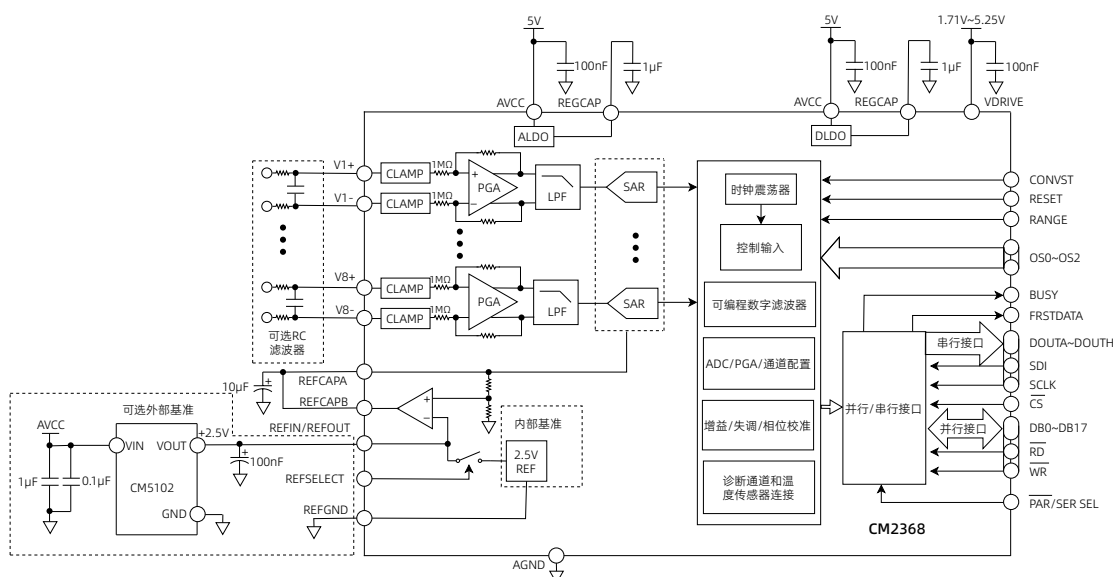 5V
5V
1.71V~5.25V
100nF
1μF
100nF
1μF
100nF
AVCC
REGCAP
AVCC
REGCAP
VDRIVE
ALDO
DLDO
V1+
CLAMP
1MΩ
PGA
LPF
SAR
V1-
CLAMP
1MΩ
V8+
CLAMP
1MΩ
PGA
LPF
SAR
V8-
CLAMP
1MΩ
可选RC
滤波器
时钟震荡器
控制输入
可编程数字滤波器
ADC/PGA/通道配置
增益/失调/相位校准
诊断通道和温
度传感器连接
并行/串行接口
串行接口
并行接口
CONVST
RESET
RANGE
OS0~OS2
BUSY
FRSTDATA
DOUTA~DOUTH
SDI
SCLK
CS
DB0~DB17
RD
WR
PAR/SER SEL
CM2368
10μF
REFCAPA
REFCAPB
REFIN/REFOUT
REFSELECT
REFGND
内部基准
2.5V
REF
可选外部基准
AVCC
VIN
VOUT
+2.5V
1μF
0.1μF
CM5102
100nF
GND
AGND